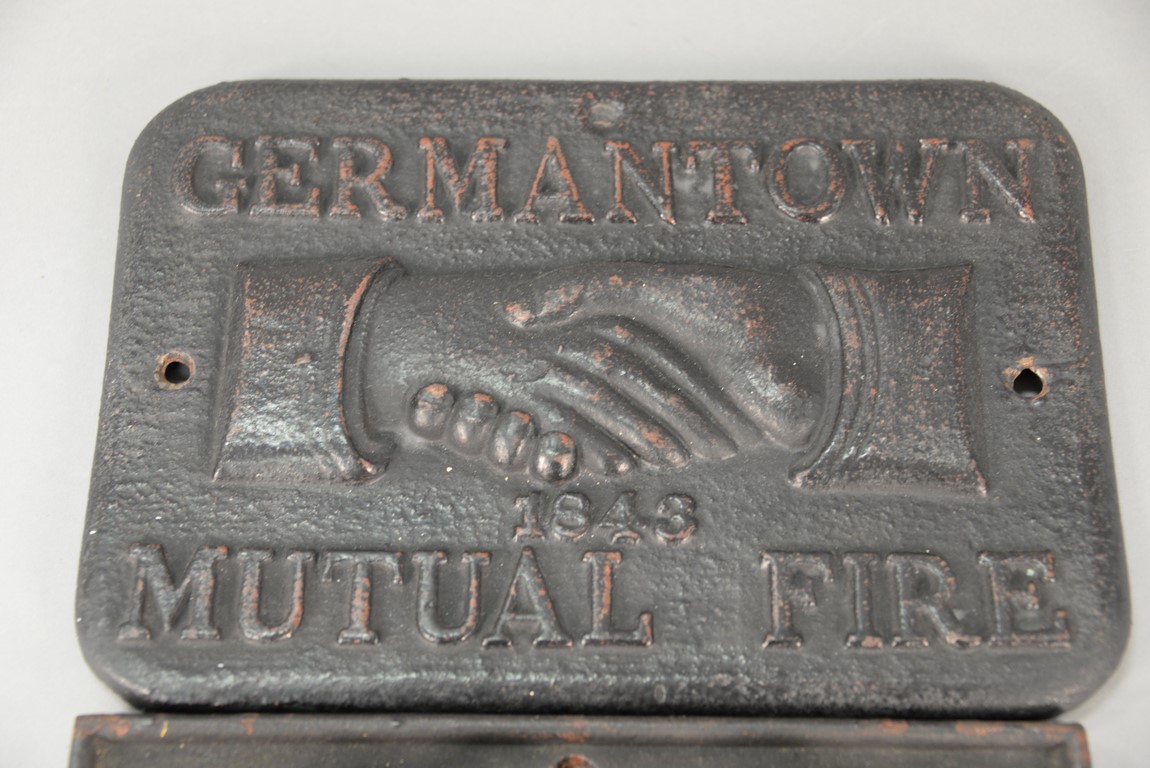 GERMANTOWN
1843
MUTUAL FIRE